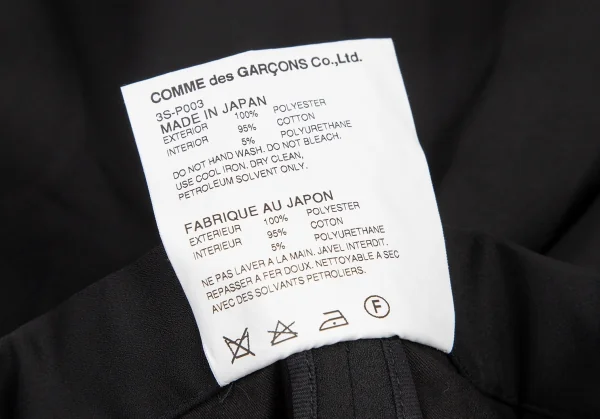 COMME des GARÇONS Co.,Ltd.
3S-P003
MADE IN JAPAN
EXTERIOR 100% POLYESTER
INTERIOR 95% COTTON
5% POLYURETHANE
DO NOT HAND WASH. DO NOT BLEACH.
USE COOL IRON. DRY CLEAN,
PETROLEUM SOLVENT ONLY.
FABRIQUE AU JAPON
EXTERIEUR 100% POLYESTER
INTERIEUR 95% COTON
5% POLYURETHANE
NE PAS LAVER A LA MAIN. JAVEL INTERDIT.
REPASSER A FER DOUX. NETTOYABLE A SEC
AVEC DES SOLVANTS PETROLIERS.
F